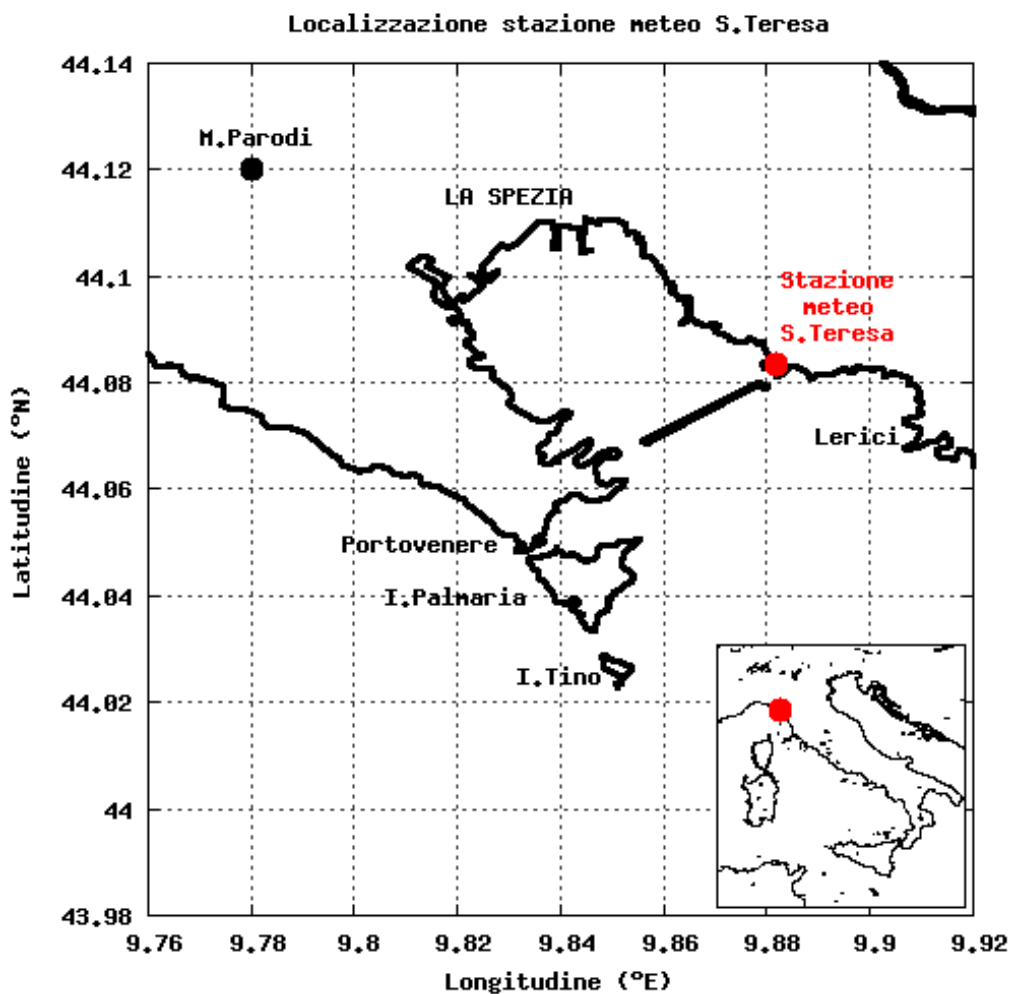 Localizzazione stazione meteo S.Teresa
44.14
M.Parodi
44.12
LA SPEZIA
44.1
Stazione
meteo
S.Teresa
44.08
Lerici
44.06
Portovenere
44.04
I.Palmaria
I.Tino
44.02
44
43.98
Latitudine (°N)
9.76
9.78
9.8
9.82
9.84
9.86
9.88
9.9
9.92
Longitudine (°E)